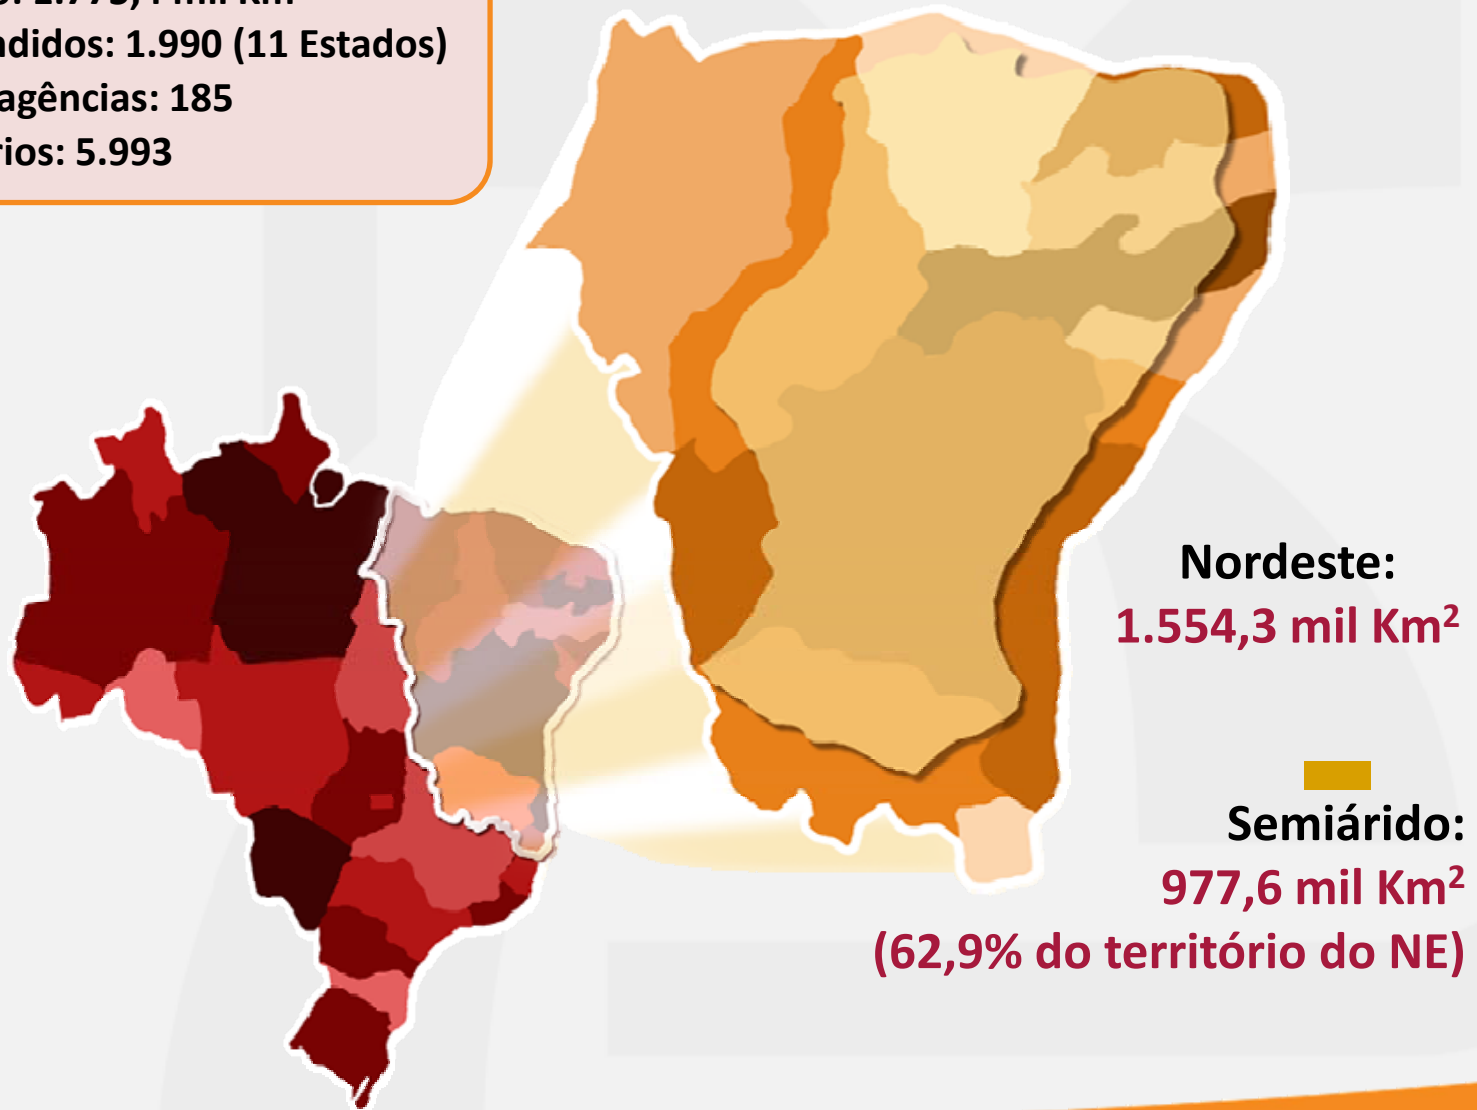 ndidos: 1.990 (11 Estados)
agências: 185
rios: 5.993
Nordeste:
1.554,3 mil Km²
Semiárido:
977,6 mil Km²
(62,9% do território do NE)